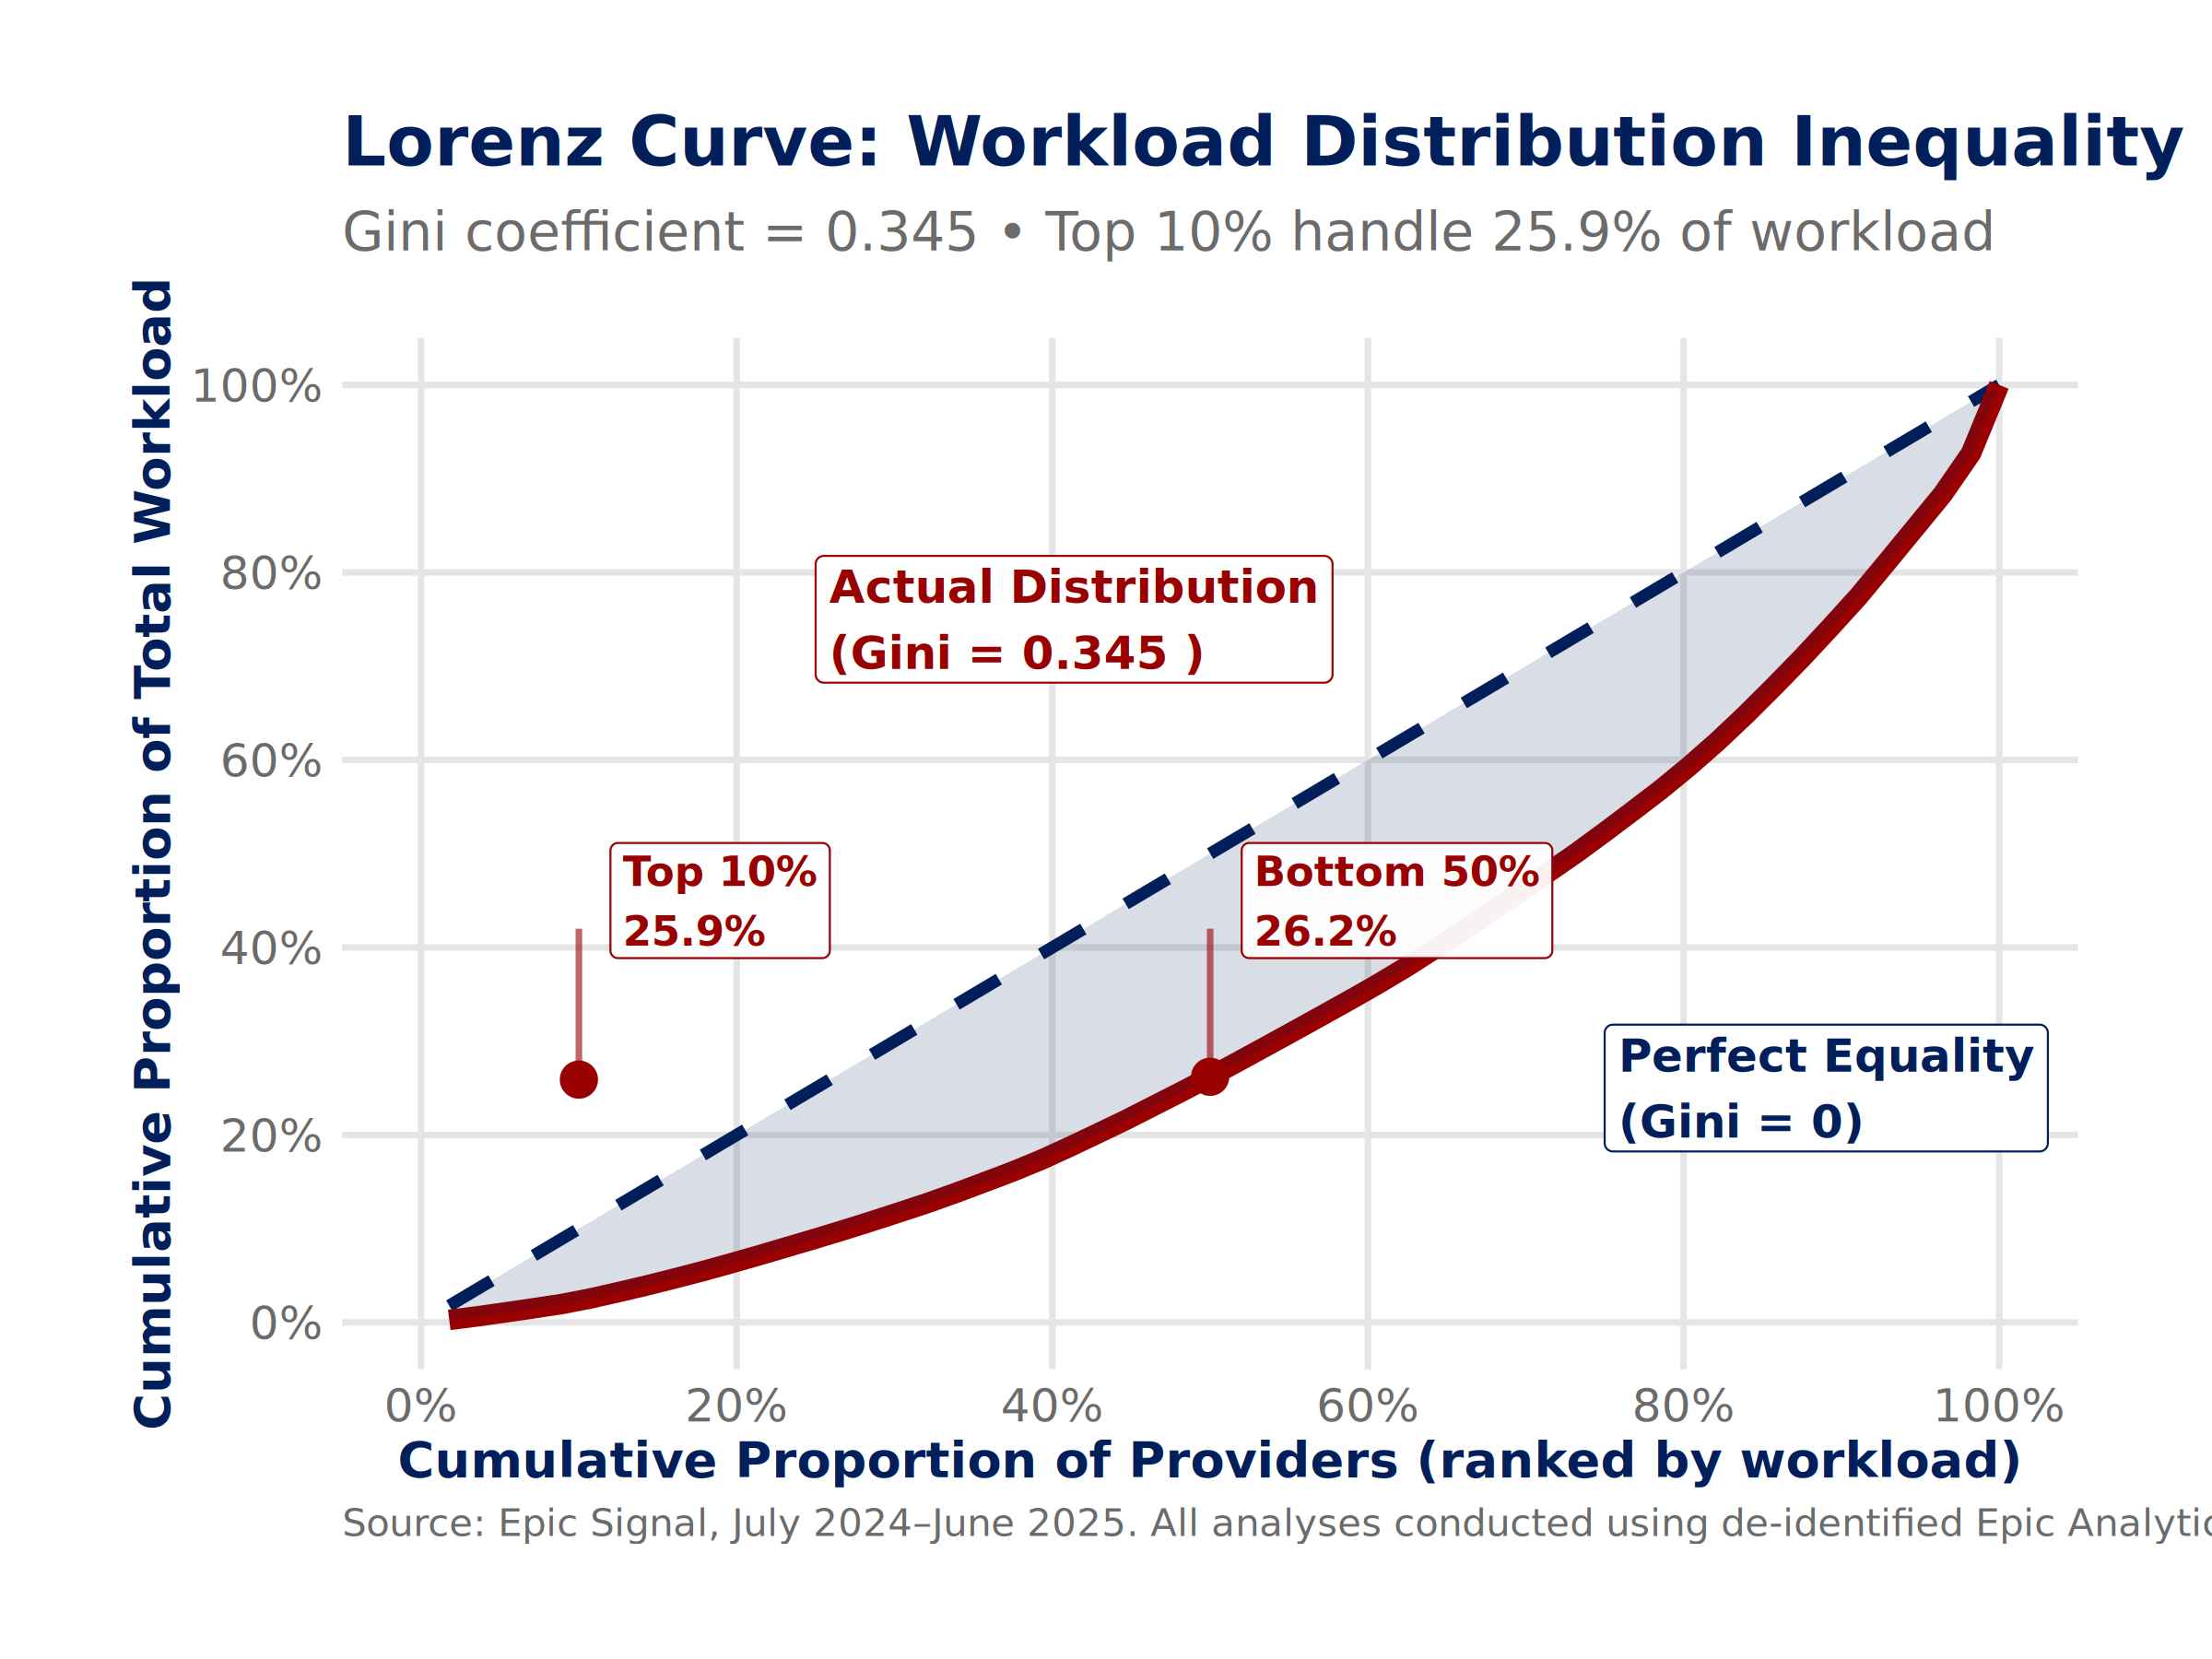 Lorenz Curve: Workload Distribution Inequality
Gini coefficient = 0.345 • Top 10% handle 25.9% of workload
Cumulative Proportion of Total Workload
100%
80%
60%
40%
20%
0%
Actual Distribution
(Gini = 0.345 )
Top 10%
25.9%
Bottom 50%
26.2%
Perfect Equality
(Gini = 0)
0%
20%
40%
60%
80%
100%
Cumulative Proportion of Providers (ranked by workload)
Source: Epic Signal, July 2024–June 2025. All analyses conducted using de-identified Epic